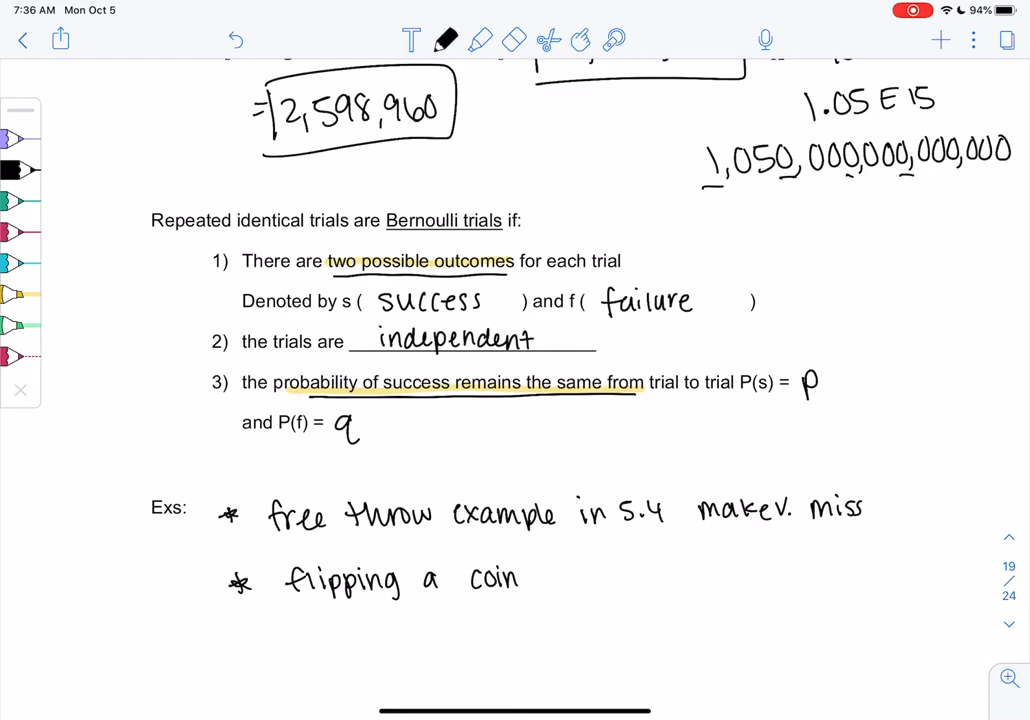 7:36 AM Mon Oct 5
94%
T
= 2,598,960
1.05 E 15
1,050,000,000,000,000
Repeated identical trials are Bernoulli trials if:
1) There are two possible outcomes for each trial
Denoted by s ( success ) and f ( failure )
2) the trials are independent
3) the probability of success remains the same from trial to trial P(s) = p
and P(f) = q
Exs: * free throw example in 5.4 make v. miss
* flipping a coin
19
/
24